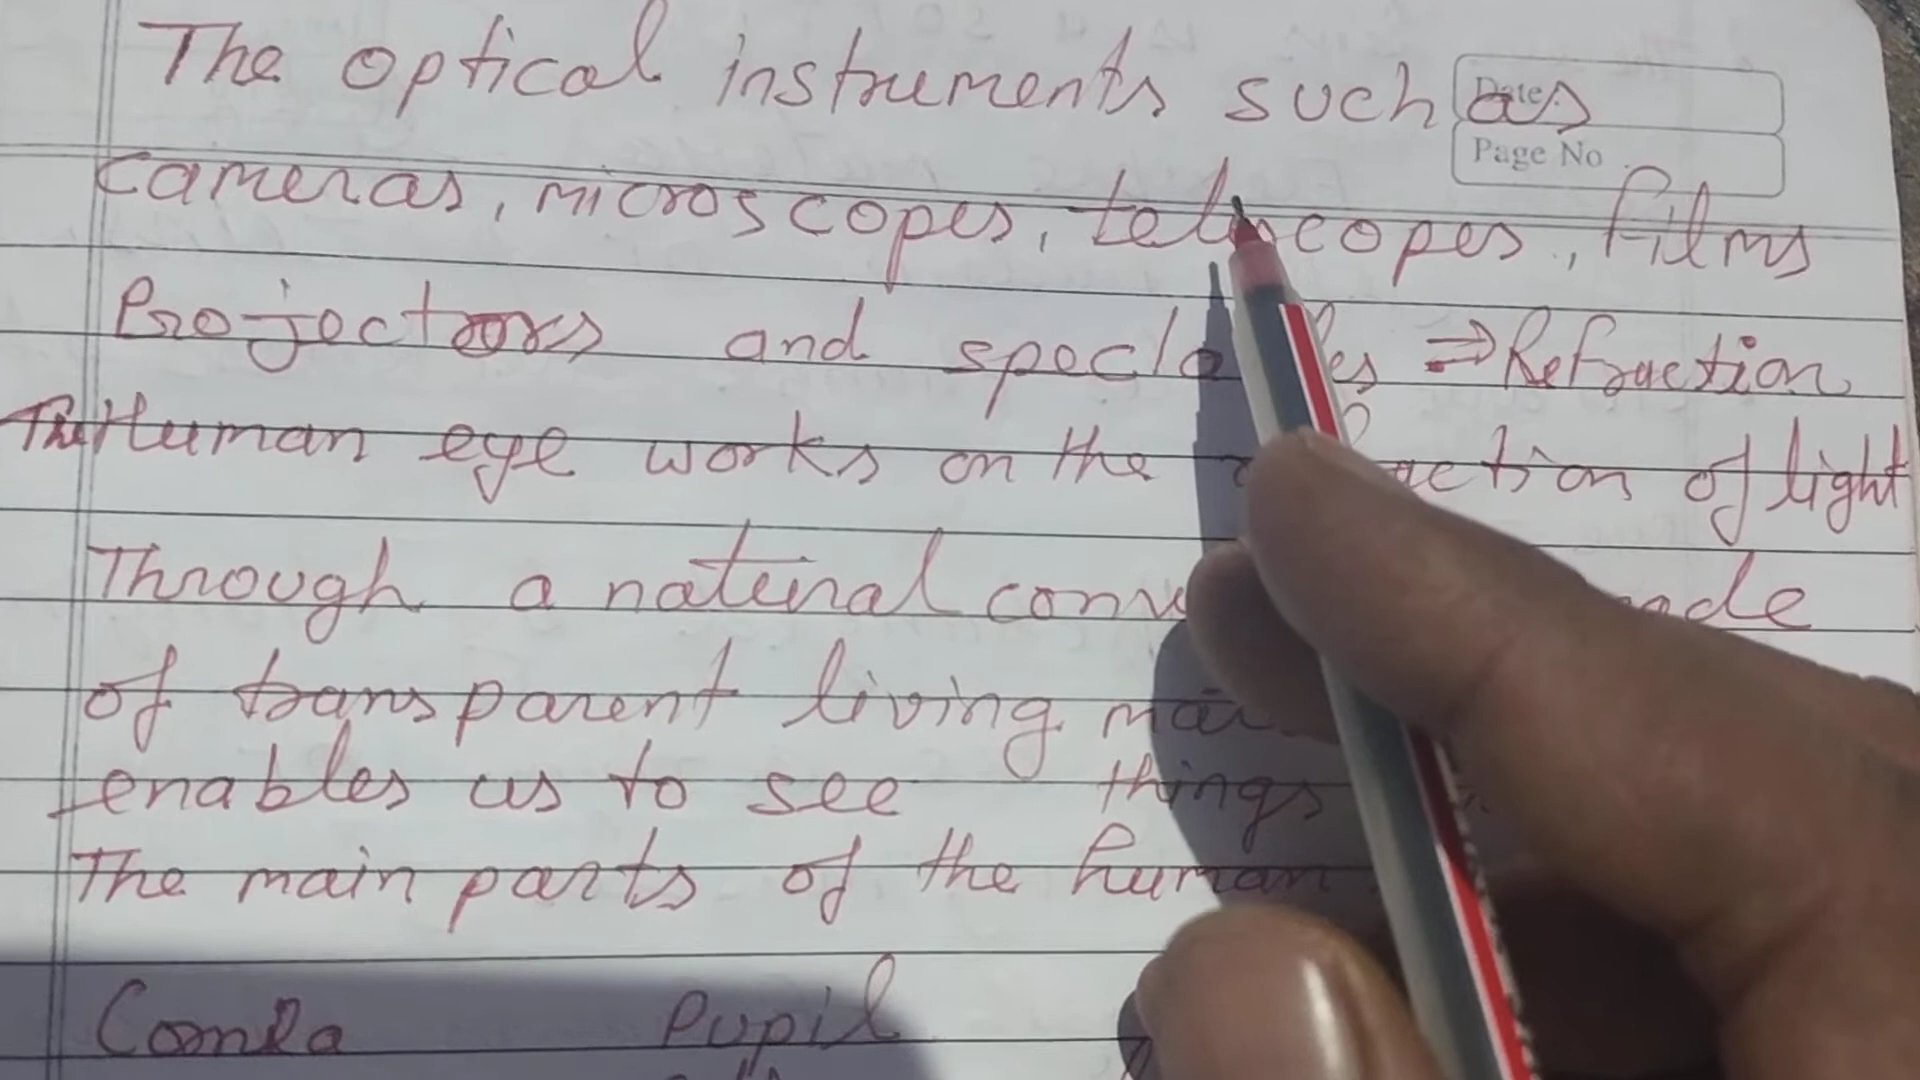 The optical instruments such as
Date :
Page No .
cameras, microscopes, telescopes, films
Projectors and spectacles ⇒ Refraction
The Human eye works on the refraction of light
Through a natural made
of transparent living
enables us to see things
The main parts of the human
Cornea Pupil